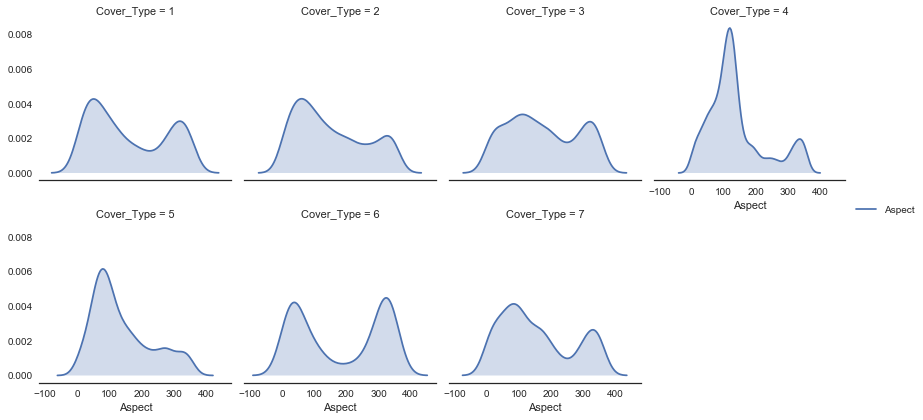 Cover_Type = 1 Cover_Type = 2 Cover_Type = 3 Cover_Type = 4
0.008
0.006
0.004
0.002
0.000
−100 0 100 200 300 400
Aspect
Aspect
Cover_Type = 5 Cover_Type = 6 Cover_Type = 7
0.008
0.006
0.004
0.002
0.000
−100 0 100 200 300 400 −100 0 100 200 300 400 −100 0 100 200 300 400
Aspect Aspect Aspect